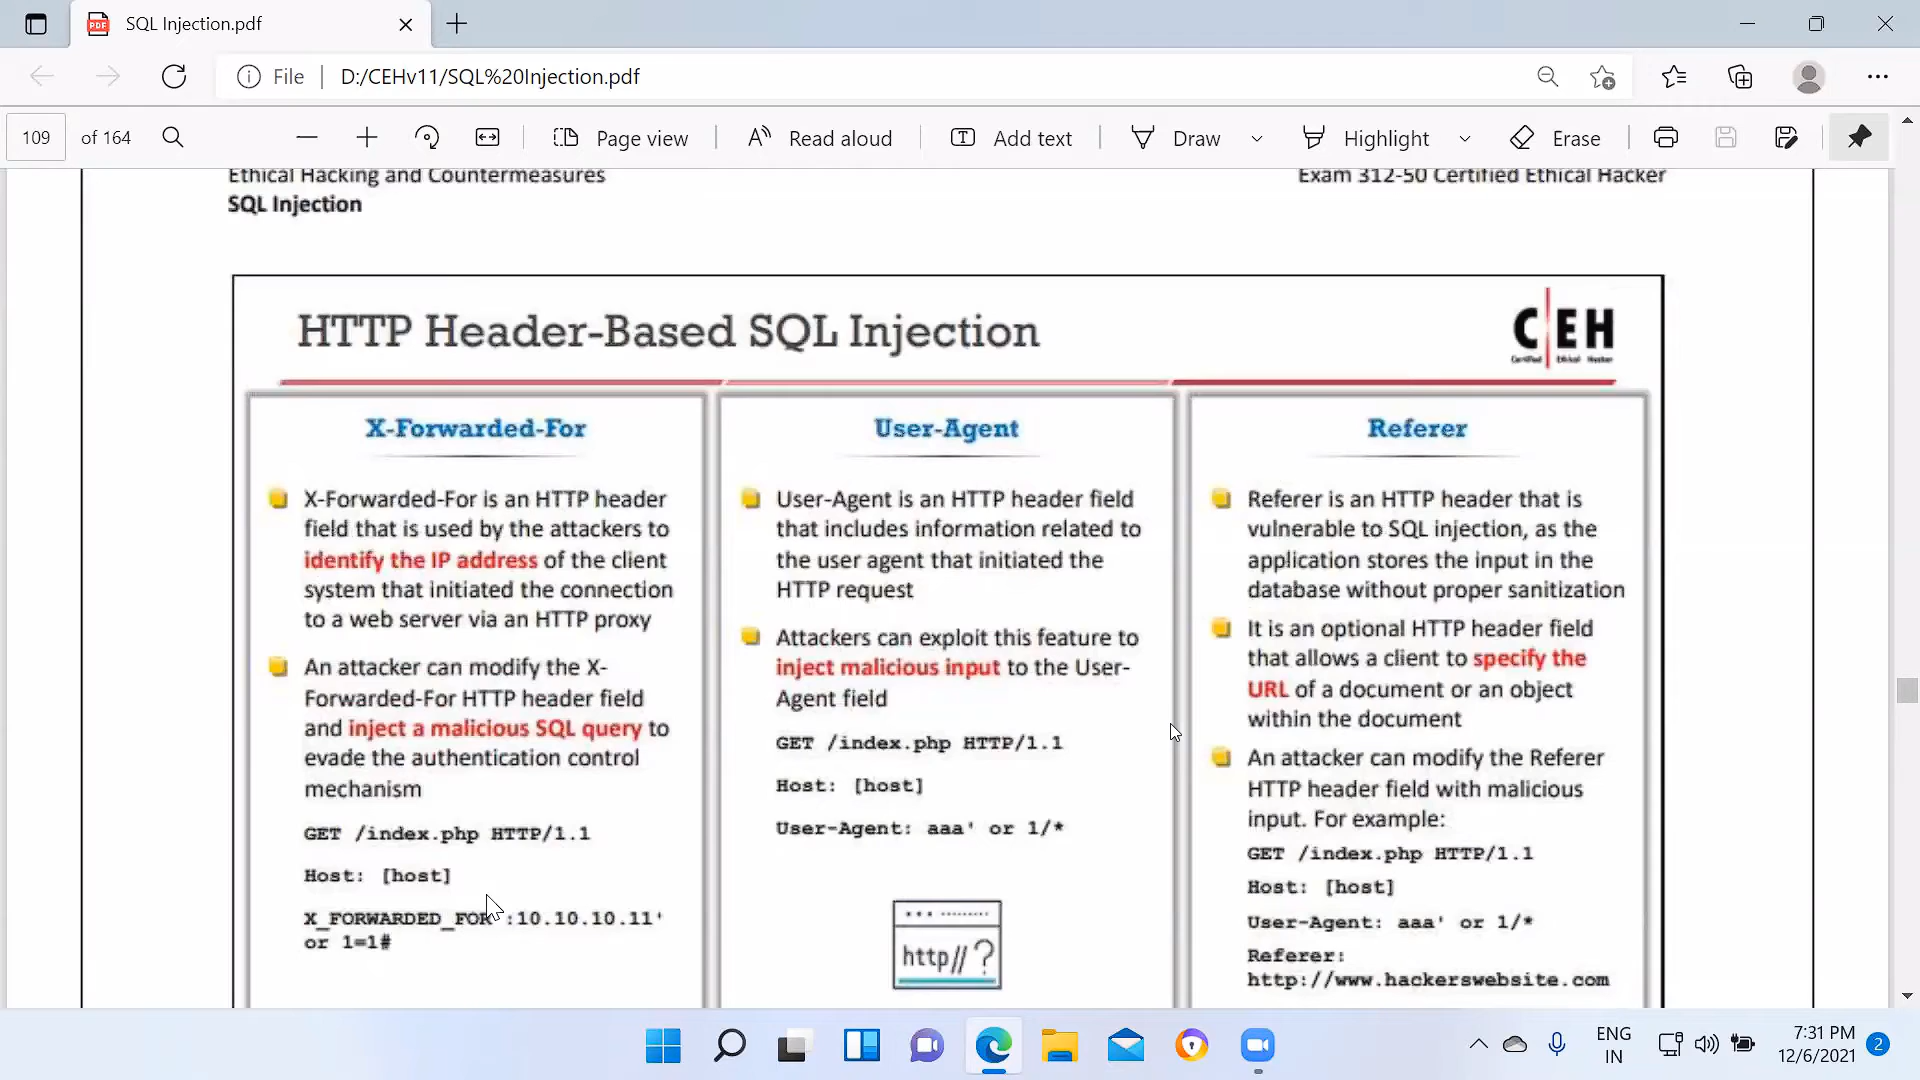 SQL Injection.pdf
File
D:/CEHv11/SQL%20Injection.pdf
109 of 164
Page view
Read aloud
Add text
Draw
Highlight
Erase
Ethical Hacking and Countermeasures
Exam 312-50 Certified Ethical Hacker
SQL Injection
HTTP Header-Based SQL Injection
CEH
Certified Ethical Hacker
X-Forwarded-For
X-Forwarded-For is an HTTP header
field that is used by the attackers to
identify the IP address of the client
system that initiated the connection
to a web server via an HTTP proxy
An attacker can modify the X-
Forwarded-For HTTP header field
and inject a malicious SQL query to
evade the authentication control
mechanism
GET /index.php HTTP/1.1
Host: [host]
X_FORWARDED_FOR :10.10.10.11'
or 1=1#
User-Agent
User-Agent is an HTTP header field
that includes information related to
the user agent that initiated the
HTTP request
Attackers can exploit this feature to
inject malicious input to the User-
Agent field
GET /index.php HTTP/1.1
Host: [host]
User-Agent: aaa' or 1/*
http//?
Referer
Referer is an HTTP header that is
vulnerable to SQL injection, as the
application stores the input in the
database without proper sanitization
It is an optional HTTP header field
that allows a client to specify the
URL of a document or an object
within the document
An attacker can modify the Referer
HTTP header field with malicious
input. For example:
GET /index.php HTTP/1.1
Host: [host]
User-Agent: aaa' or 1/*
Referer:
http://www.hackerswebsite.com
ENG
IN
7:31 PM
12/6/2021
2